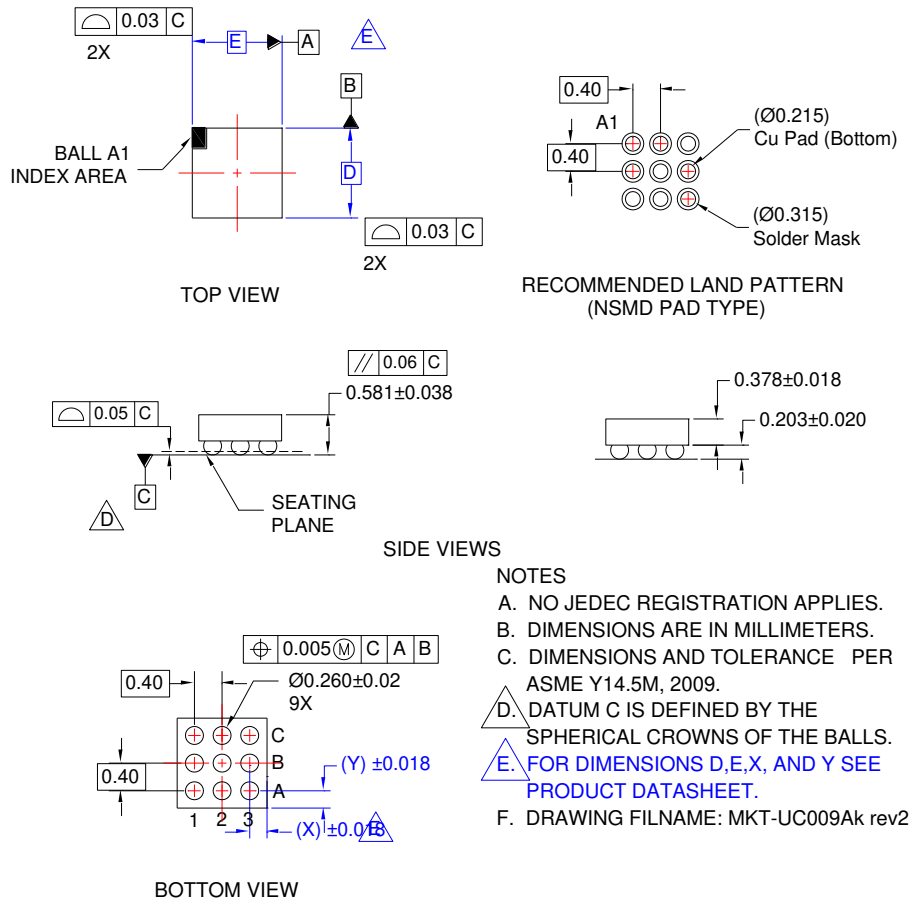 0.03 C
2X
E
A
E
B
BALL A1
INDEX AREA
D
0.03 C
2X
TOP VIEW
0.40
A1
0.40
(Ø0.215)
Cu Pad (Bottom)
(Ø0.315)
Solder Mask
RECOMMENDED LAND PATTERN
(NSMD PAD TYPE)
// 0.06 C
0.581±0.038
0.05 C
C
D
SEATING
PLANE
0.378±0.018
0.203±0.020
SIDE VIEWS
0.005Ⓜ C A B
0.40
Ø0.260±0.02
9X
C
B
A
0.40
1 2 3
(Y) ±0.018
(X) ±0.018
E
BOTTOM VIEW
NOTES
A. NO JEDEC REGISTRATION APPLIES.
B. DIMENSIONS ARE IN MILLIMETERS.
C. DIMENSIONS AND TOLERANCE PER
ASME Y14.5M, 2009.
D. DATUM C IS DEFINED BY THE
SPHERICAL CROWNS OF THE BALLS.
E. FOR DIMENSIONS D,E,X, AND Y SEE
PRODUCT DATASHEET.
F. DRAWING FILNAME: MKT-UC009Ak rev2